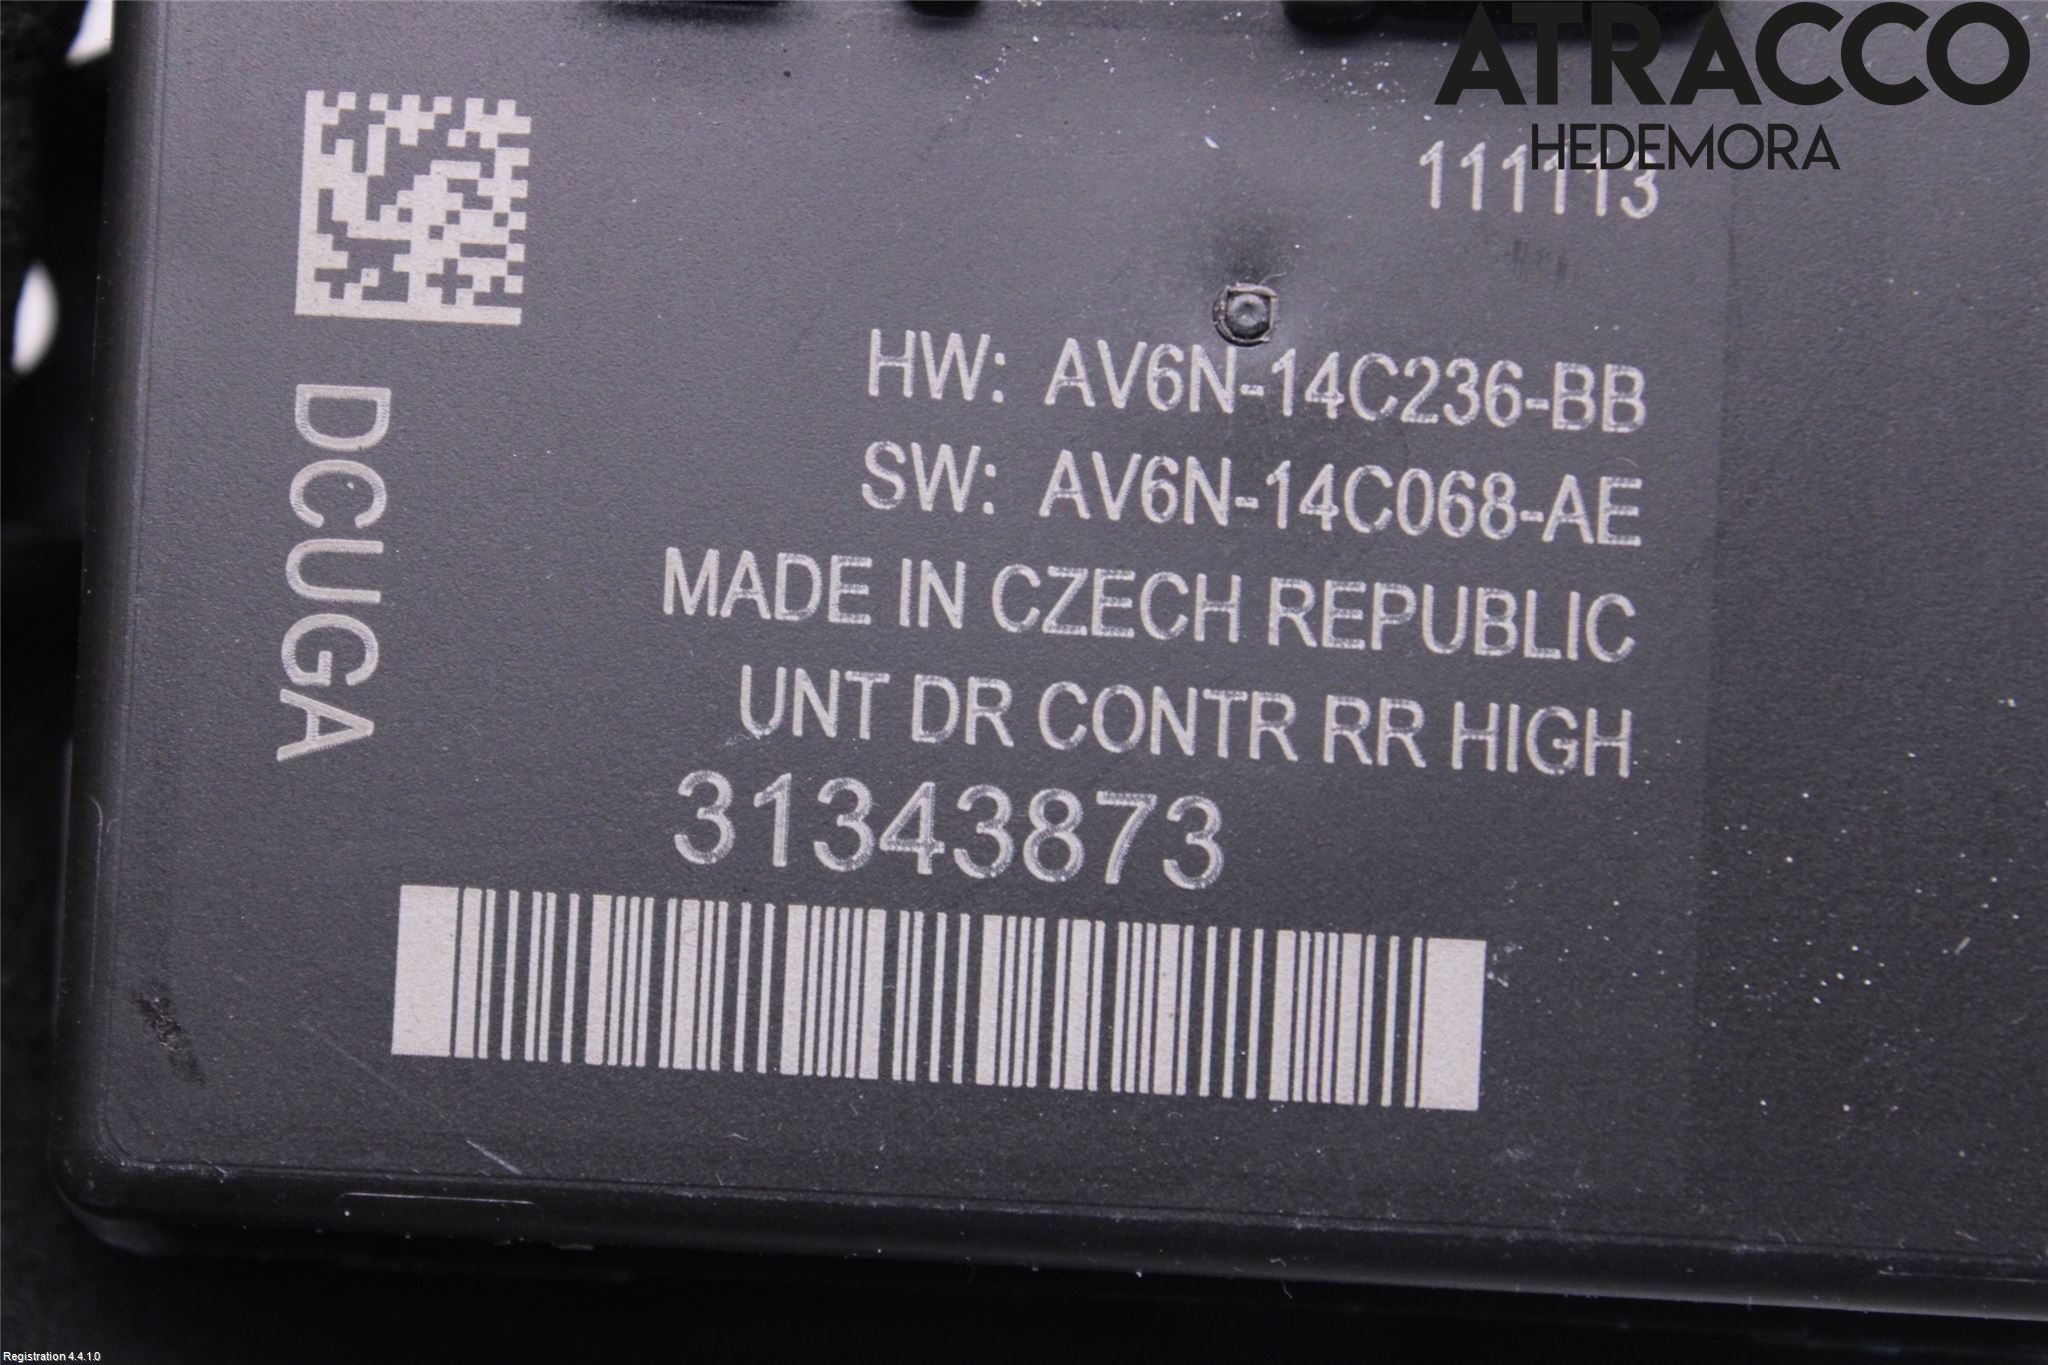 ATRACCO
HEDEMORA
111113
HW: AV6N-14C236-BB
SW: AV6N-14C068-AE
MADE IN CZECH REPUBLIC
UNT DR CONTR RR HIGH
31343873
DCUGA
Registration 4.4.1.0